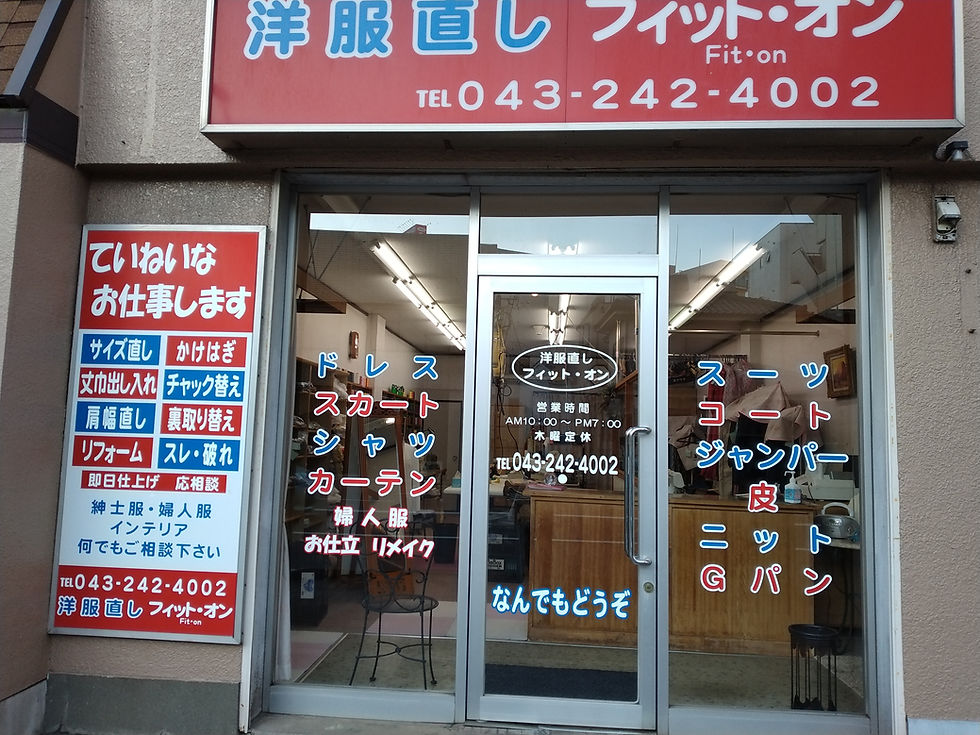 洋服直し フィット・オン
Fit・on
TEL 043-242-4002
ていねいな
お仕事します
サイズ直し かけはぎ
丈巾出し入れ チャック替え
肩幅直し 裏取り替え
リフォーム スレ・破れ
即日仕上げ 応相談
紳士服・婦人服
インテリア
何でもご相談下さい
TEL 043-242-4002
洋服直し フィット・オン
Fit・on
ドレス
スカート
シャツ
カーテン
婦人服
お仕立 リメイク
洋服直し
フィット・オン
営業時間
AM10:00～PM7:00
木曜定休
TEL 043-242-4002
なんでもどうぞ
スーツ
コート
ジャンパー
皮
ニット
Gパン